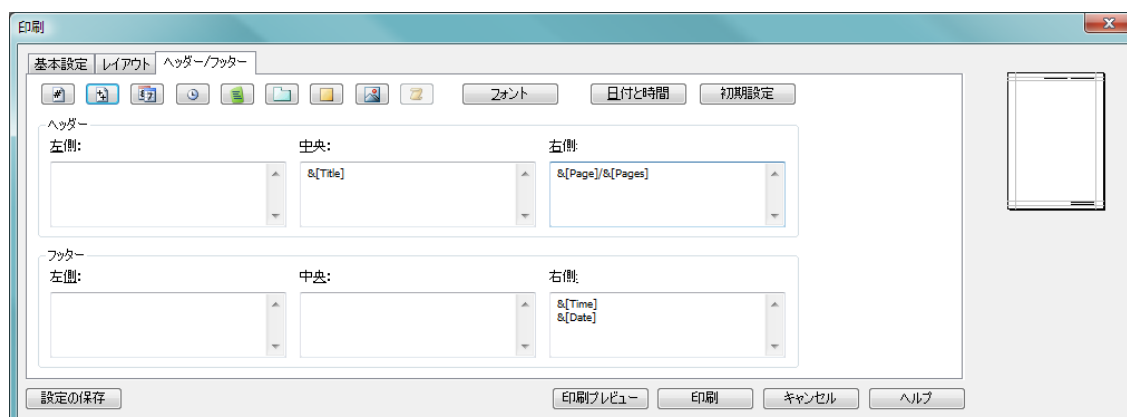 印刷
基本設定 レイアウト ヘッダー/フッター
フォント 日付と時間 初期設定
ヘッダー
左側: 中央: 右側:
&[Title] &[Page]/&[Pages]
フッター
左側: 中央: 右側:
&[Time]
&[Date]
設定の保存 印刷プレビュー 印刷 キャンセル ヘルプ